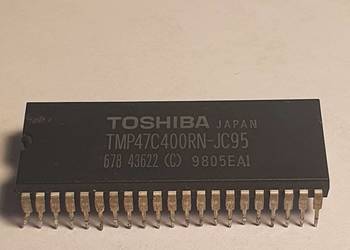 TOSHIBA JAPAN
TMP47C400RN-JC95
678 43622 (C) 9805EAI